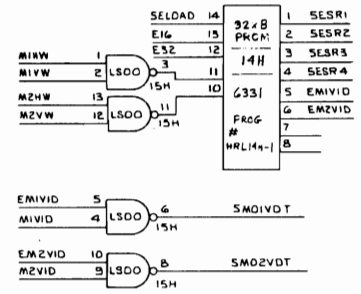 SELOAD 14
E16 13
E32 12
32x8
PROM
14H
6331
PROG
#
HRL14H-1
1 SESR1
2 SESR2
3 SESR3
4 SESR4
5 EM1VID
6 EM2VID
7
8
11
10
M1HW 1
M1VW 2
LS00
3
15H
M2HW 13
M2VW 12
LS00
11
15H
EM1VID 5
M1VID 4
LS00
6
15H
SMO1VDT
EM2VID 10
M2VID 9
LS00
8
15H
SMO2VDT